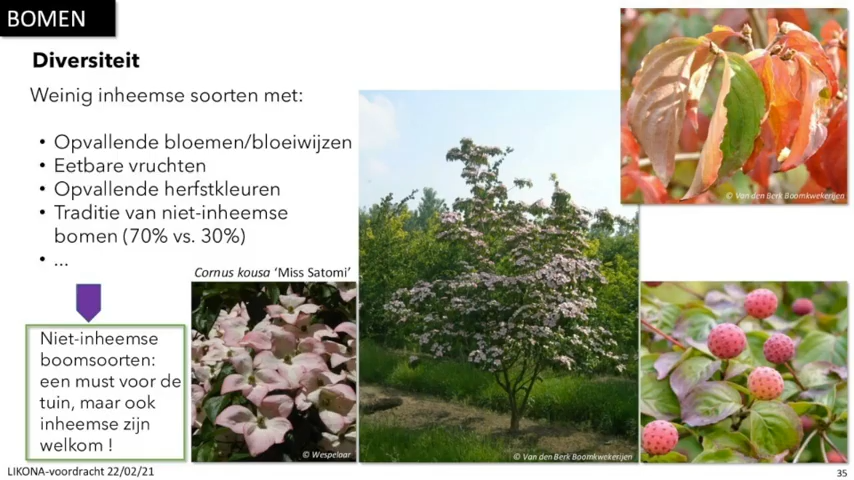 BOMEN
Diversiteit
Weinig inheemse soorten met:
• Opvallende bloemen/bloeiwijzen
• Eetbare vruchten
• Opvallende herfstkleuren
• Traditie van niet-inheemse
bomen (70% vs. 30%)
• ...
Cornus kousa ‘Miss Satomi’
Niet-inheemse
boomsoorten:
een must voor de
tuin, maar ook
inheemse zijn
welkom !
© Wespelaar
© Van den Berk Boomkwekerijen
© Van den Berk Boomkwekerijen
LIKONA-voordracht 22/02/21
35